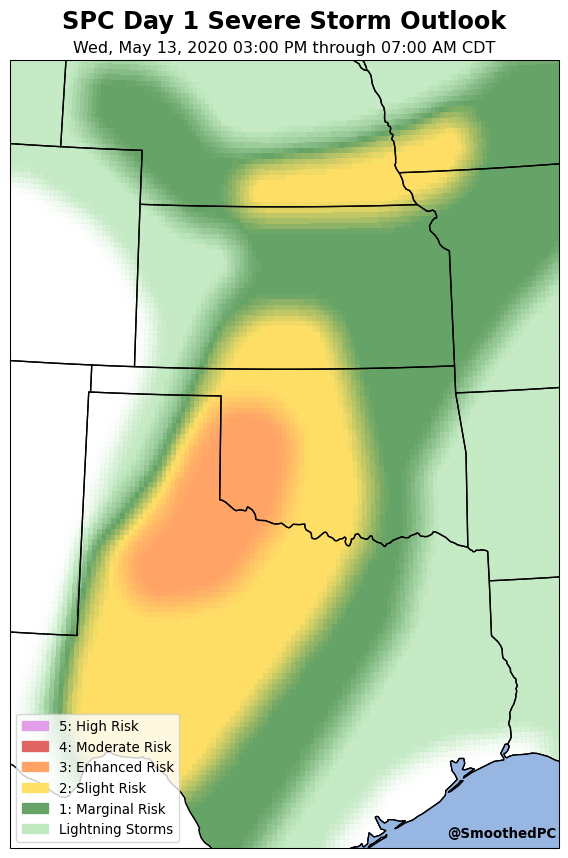 SPC Day 1 Severe Storm Outlook
Wed, May 13, 2020 03:00 PM through 07:00 AM CDT
5: High Risk
4: Moderate Risk
3: Enhanced Risk
2: Slight Risk
1: Marginal Risk
Lightning Storms
@SmoothedPC